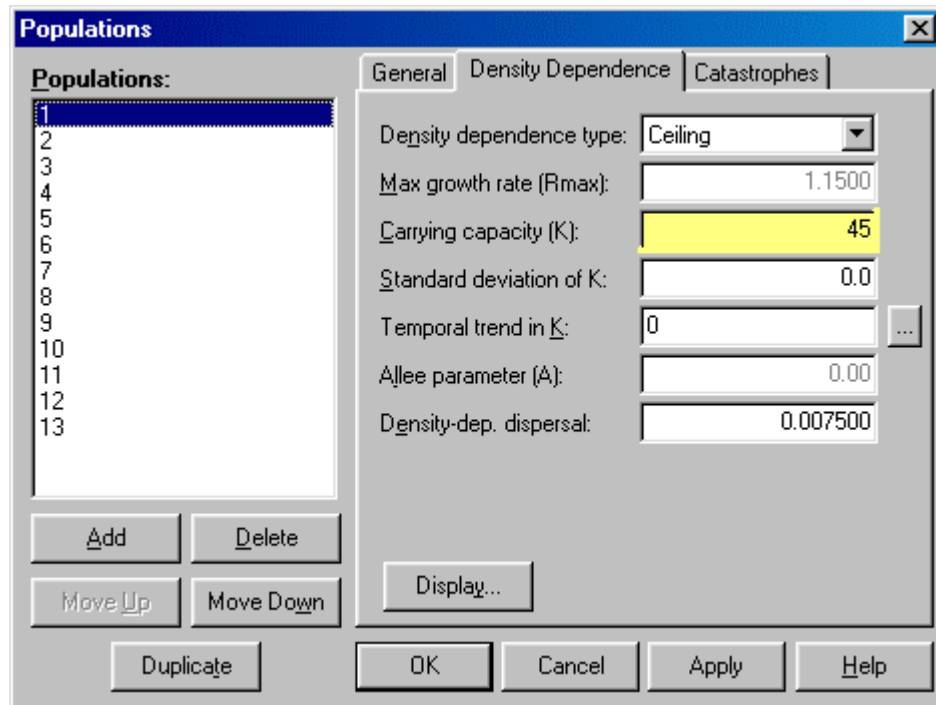 Populations
Populations:
1
2
3
4
5
6
7
8
9
10
11
12
13
Add
Delete
Move Up
Move Down
Duplicate
General
Density Dependence
Catastrophes
Density dependence type: Ceiling
Max growth rate (Rmax): 1.1500
Carrying capacity (K): 45
Standard deviation of K: 0.0
Temporal trend in K: 0 ...
Allee parameter (A): 0.00
Density-dep. dispersal: 0.007500
Display...
OK
Cancel
Apply
Help